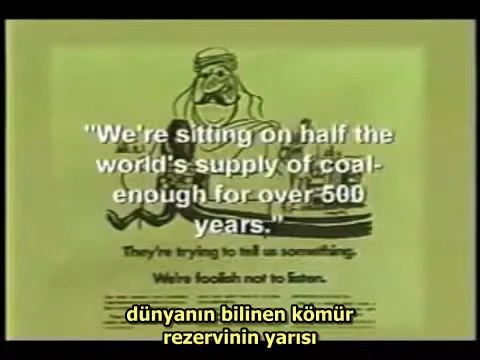 "We're sitting on half the
world's supply of coal-
enough for over 500
years."
They're trying to tell us something.
We're foolish not to listen.
dünyanın bilinen kömür
rezervinin yarısı